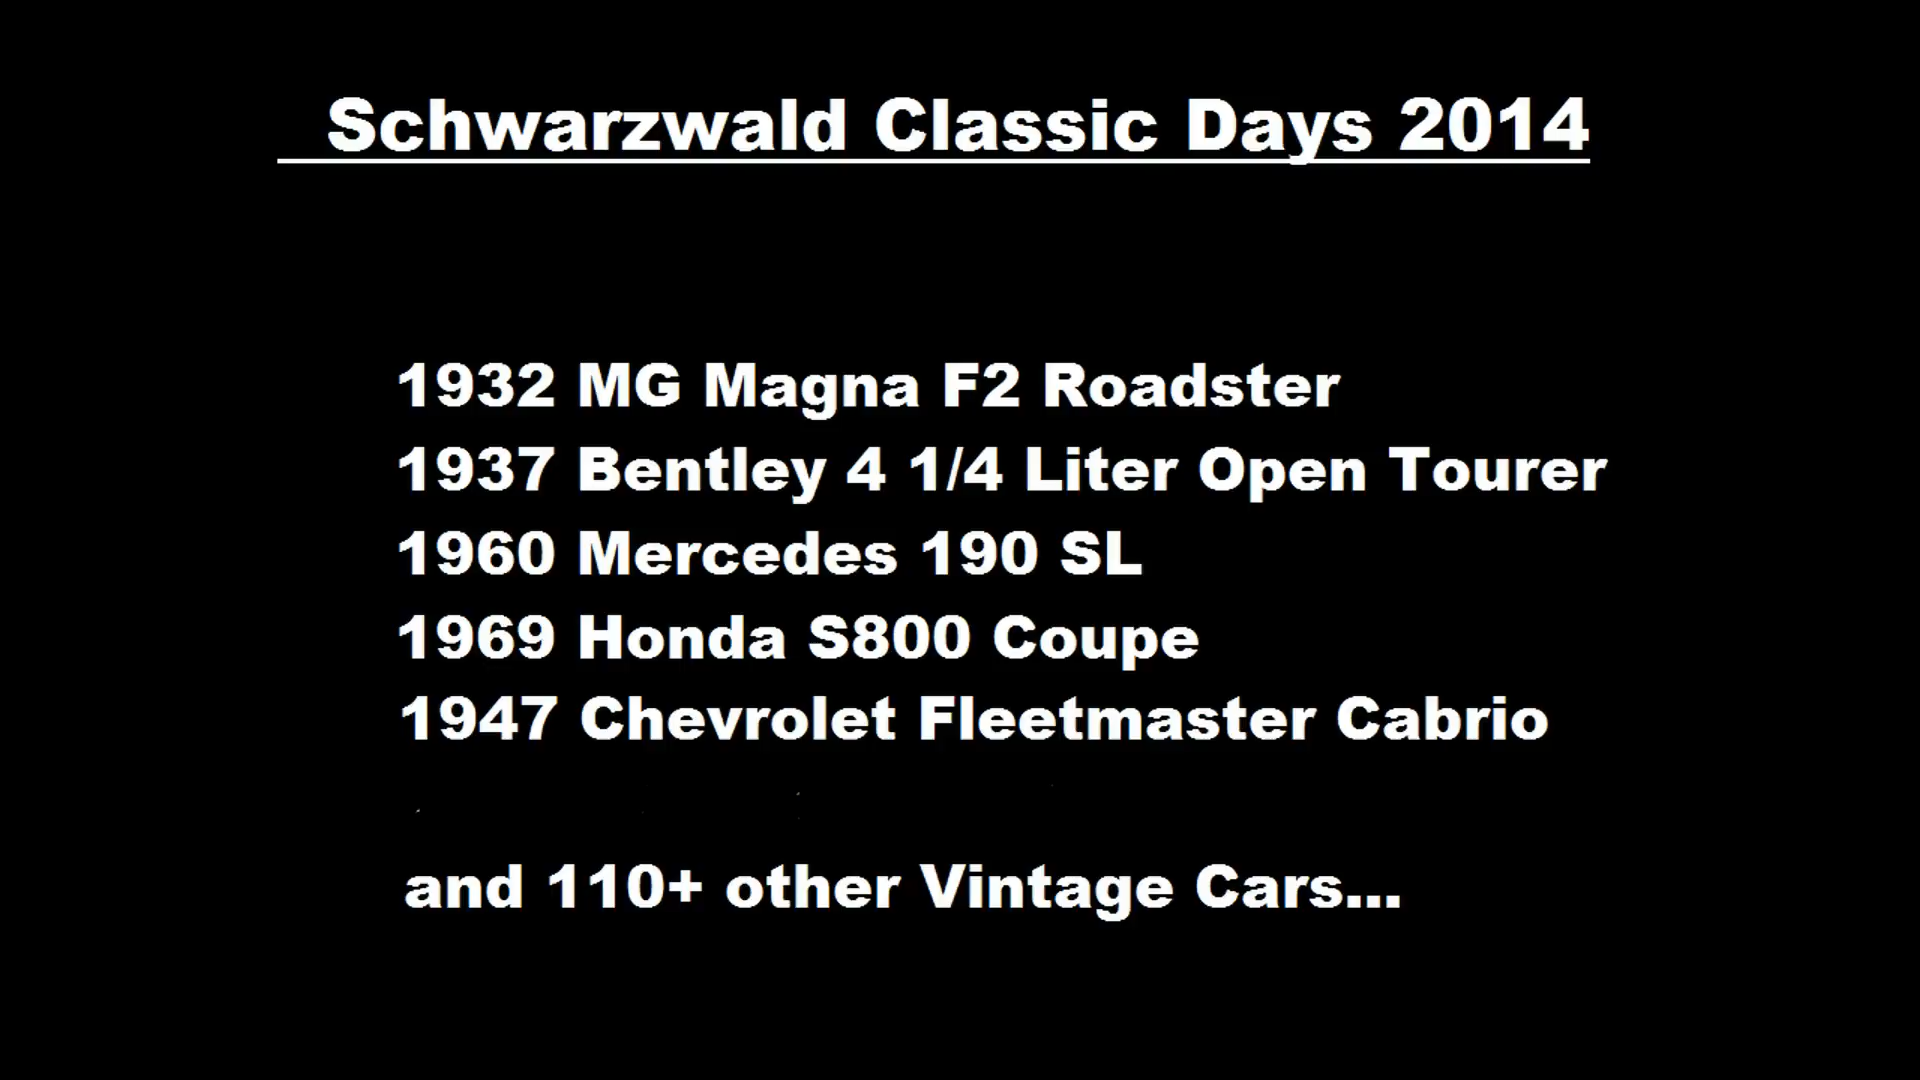 Schwarzwald Classic Days 2014
1932 MG Magna F2 Roadster
1937 Bentley 4 1/4 Liter Open Tourer
1960 Mercedes 190 SL
1969 Honda S800 Coupe
1947 Chevrolet Fleetmaster Cabrio
and 110+ other Vintage Cars...